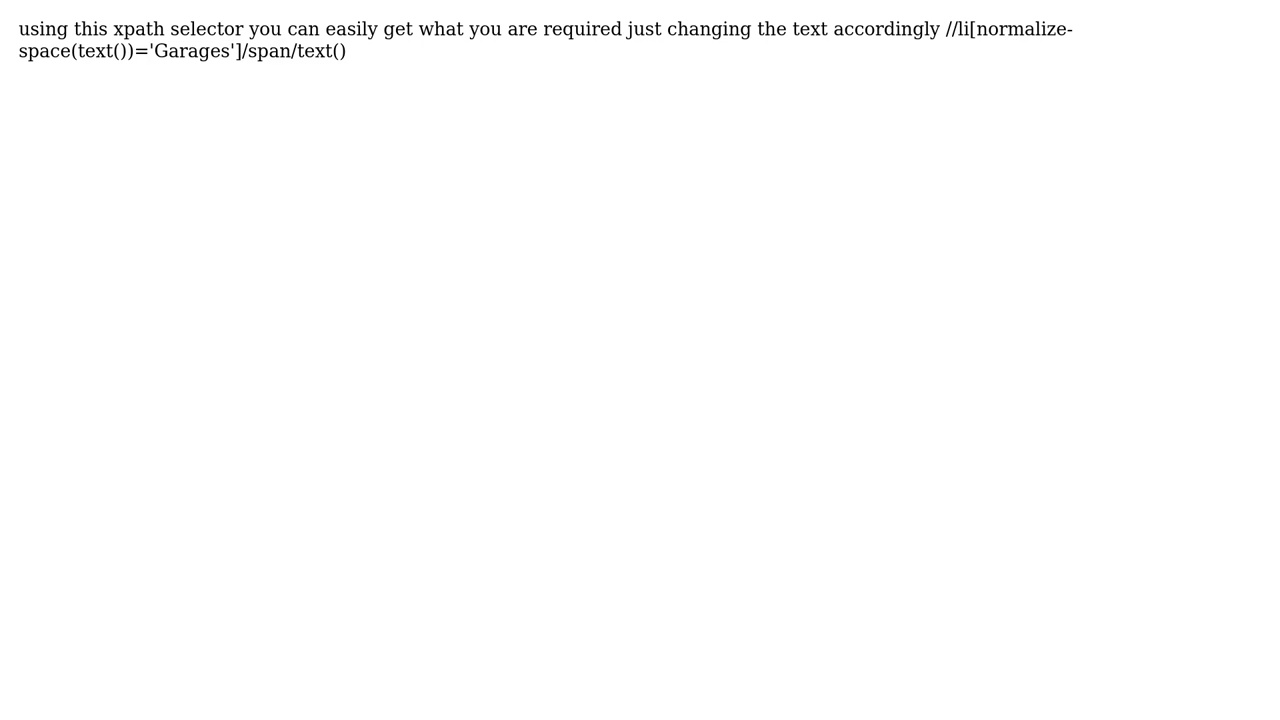 using this xpath selector you can easily get what you are required just changing the text accordingly //li[normalize-
space(text())='Garages']/span/text()